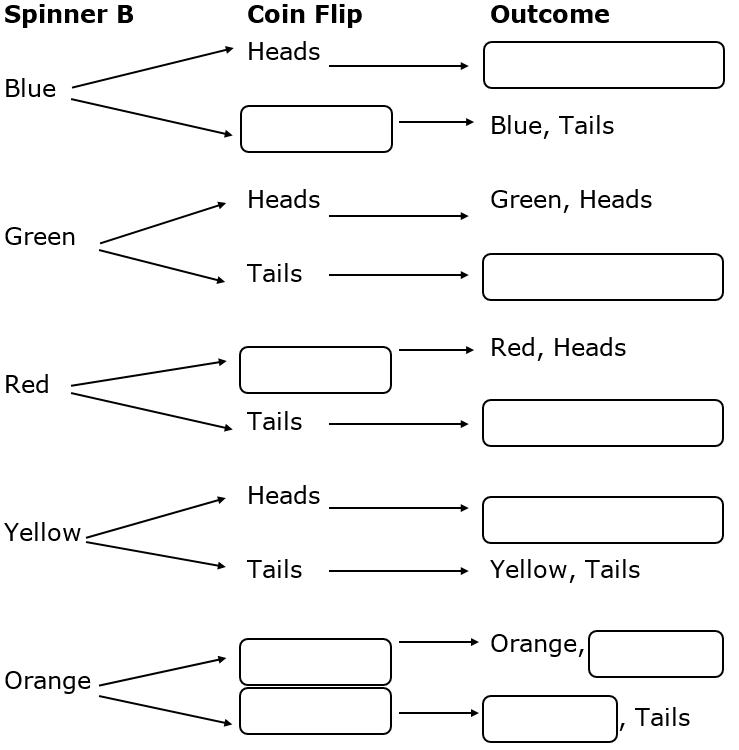 Spinner B Coin Flip Outcome
Heads
Blue
Blue, Tails
Heads Green, Heads
Green
Tails
Red, Heads
Red
Tails
Heads
Yellow
Tails Yellow, Tails
Orange,
Orange
, Tails